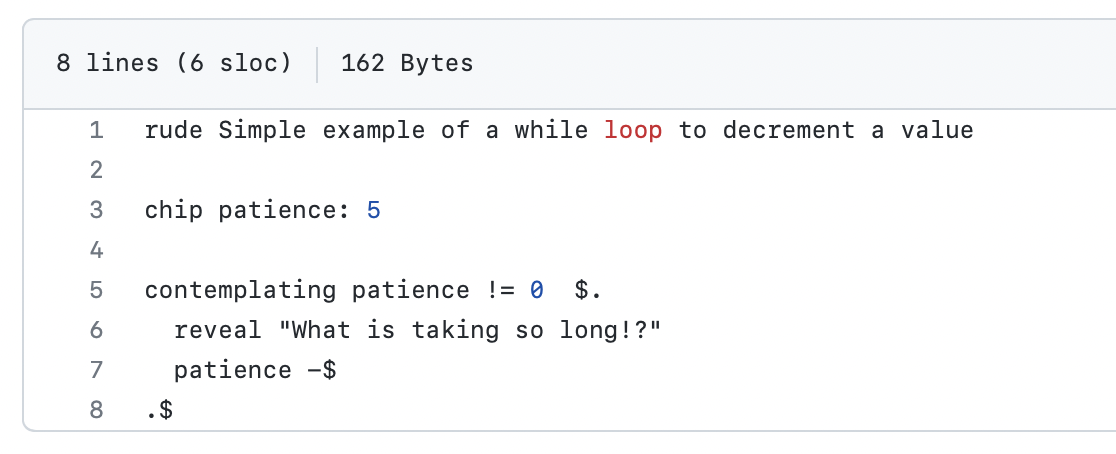 8 lines (6 sloc) 162 Bytes
1 rude Simple example of a while loop to decrement a value
2
3 chip patience: 5
4
5 contemplating patience != 0  $.
6   reveal "What is taking so long!?"
7   patience –$
8 .$